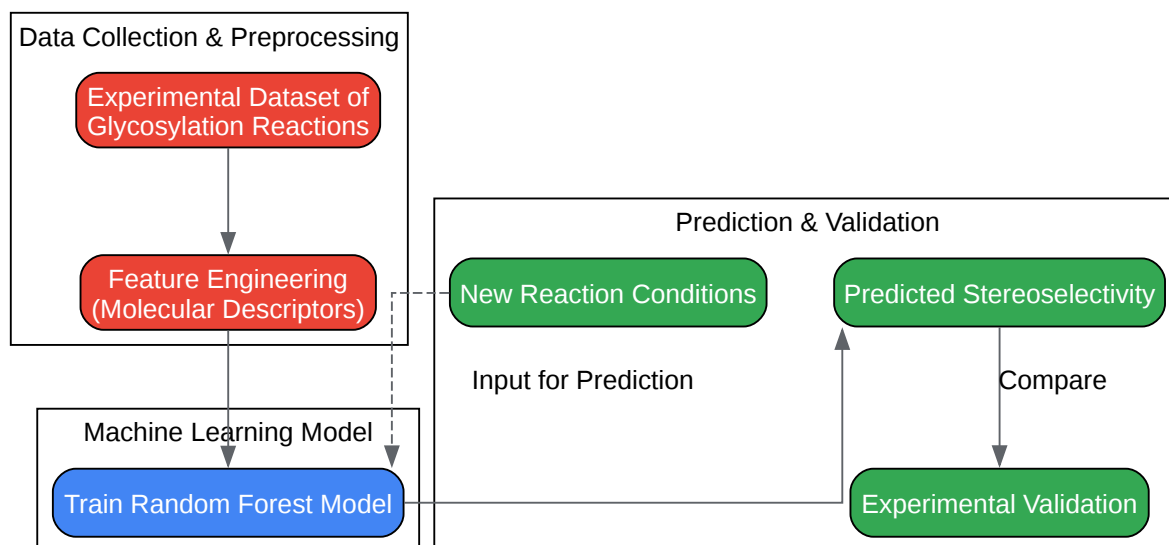 Data Collection & Preprocessing
Experimental Dataset of
Glycosylation Reactions
Feature Engineering
(Molecular Descriptors)
Machine Learning Model
Train Random Forest Model
Prediction & Validation
New Reaction Conditions
Predicted Stereoselectivity
Input for Prediction
Compare
Experimental Validation